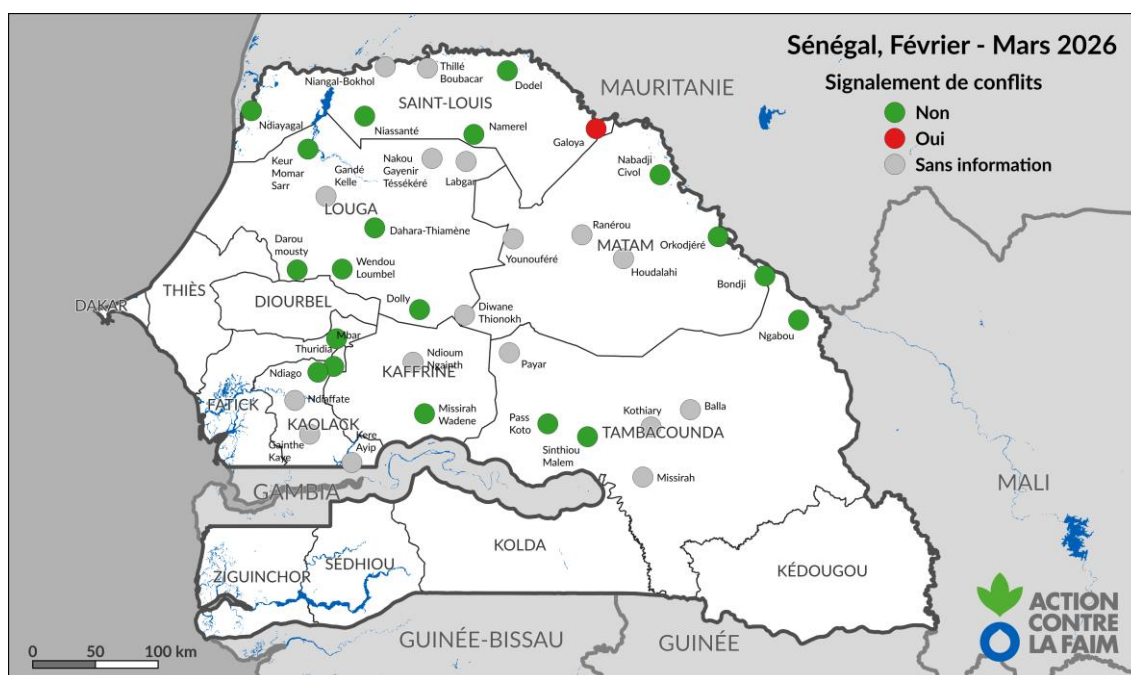 Sénégal, Février - Mars 2026
Signalement de conflits
Non
Oui
Sans information
MAURITANIE
Niangal-Bokhol
Thillé
Boubacar
Dodel
SAINT-LOUIS
Ndiayagal
Niassanté
Namerel
Galoya
Keur
Momar
Sarr
Gandé
Kelle
Nakou
Gayenir
Téssékéré
Labgar
Nabadji
Civol
LOUGA
Dahara-Thiamène
Ranérou
MATAM
Orkodjéré
Darou
mousty
Wendou
Loumbel
Younouféré
Houdalahi
Bondji
THIÈS
DIOURBEL
DAKAR
Dolly
Diwane
Thionokh
Ngabou
Mbar
Thuridia
Ndiago
Ndioum
Ngainth
KAFFRINE
Payar
FATICK
Ndiaffate
KAOLACK
Gainthe
Kaye
Kere
Ayip
Missirah
Wadene
Pass
Koto
Sinthiou
Malem
Kothiary
Balla
TAMBACOUNDA
Missirah
GAMBIA
MALI
ZIGUINCHOR
SÉDHIOU
KOLDA
KÉDOUGOU
GUINÉE-BISSAU
GUINÉE
0 50 100 km
ACTION
CONTRE
LA FAIM